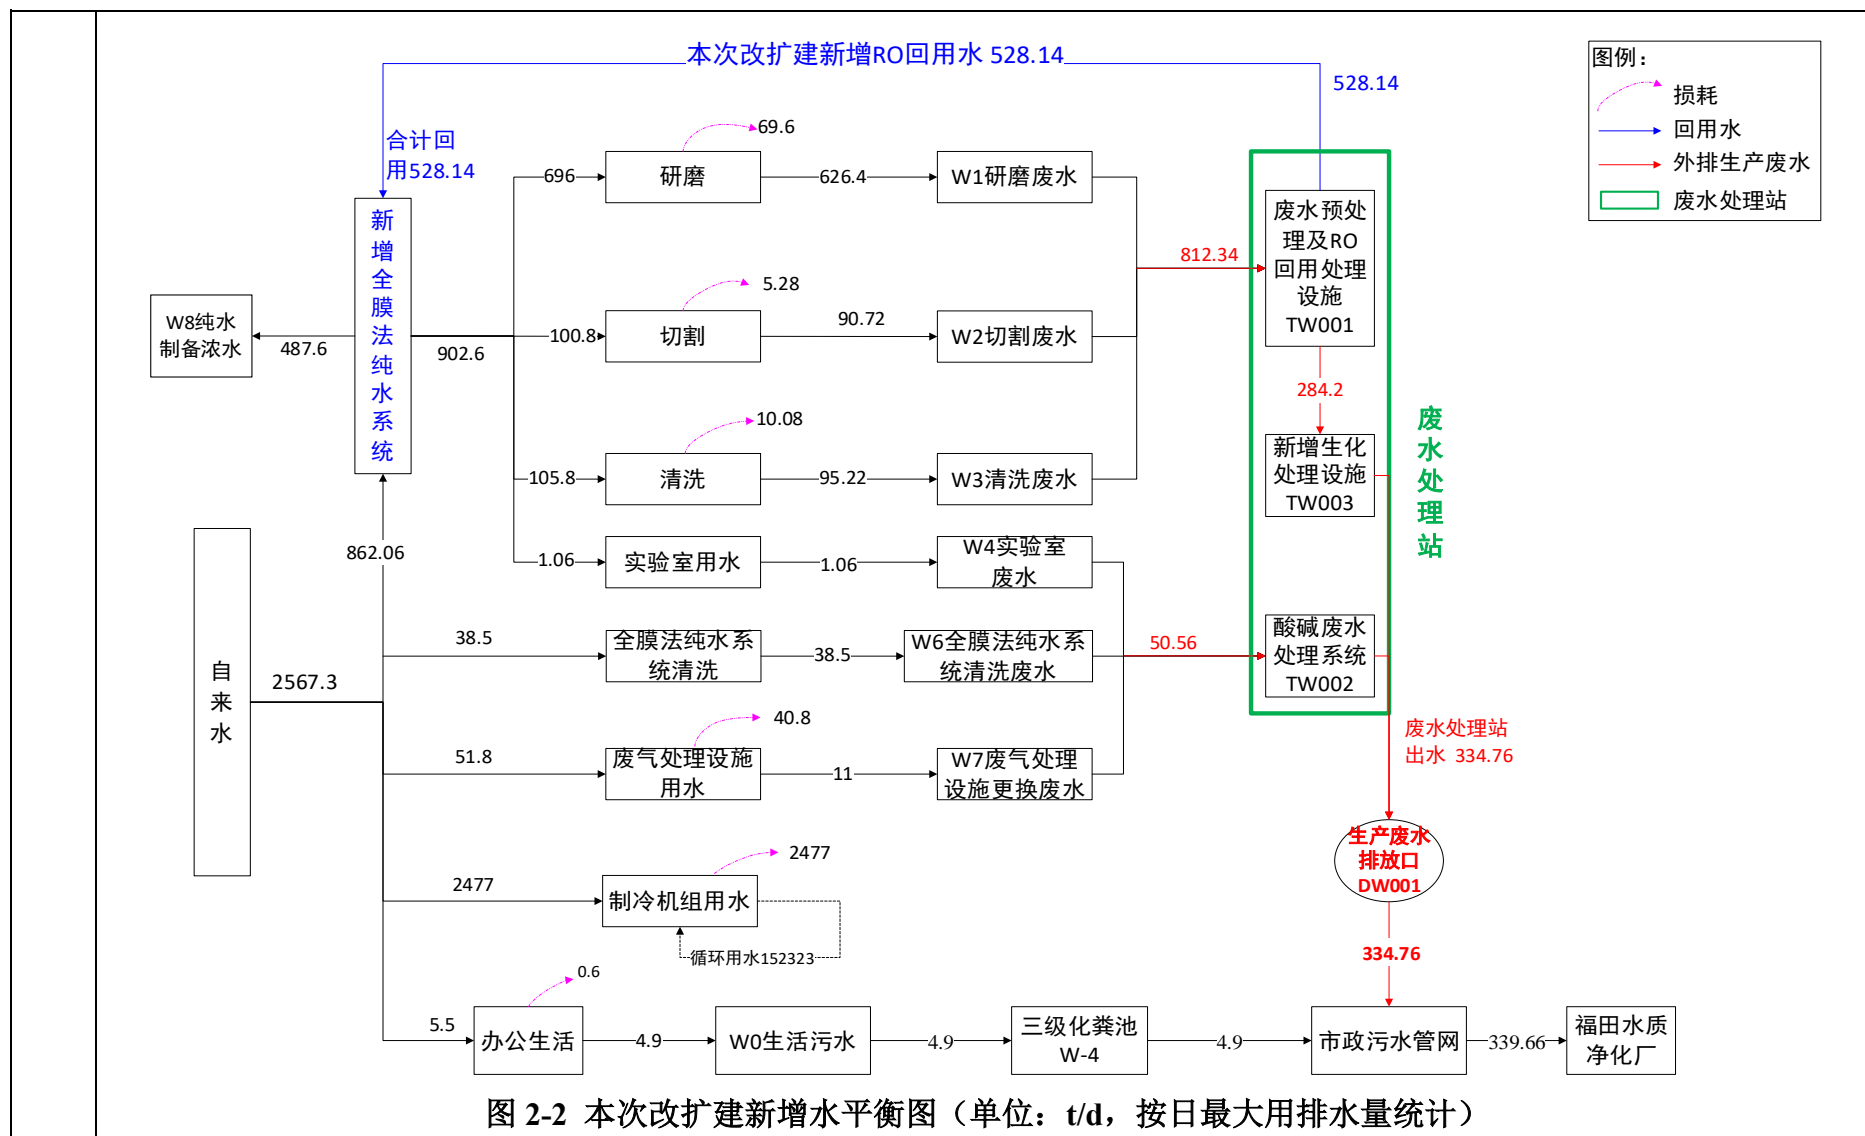 本次改扩建新增RO回用水 528.14
528.14
图例：
损耗
回用水
外排生产废水
废水处理站
合计回
用528.14
新
增
全
膜
法
纯
水
系
统
W8纯水
制备浓水
487.6
902.6
862.06
自
来
水
2567.3
696
研磨
69.6
626.4
W1研磨废水
100.8
切割
5.28
90.72
W2切割废水
105.8
清洗
10.08
95.22
W3清洗废水
1.06
实验室用水
1.06
W4实验室
废水
38.5
全膜法纯水系
统清洗
38.5
W6全膜法纯水系
统清洗废水
51.8
废气处理设施
用水
40.8
11
W7废气处理
设施更换废水
2477
制冷机组用水
2477
循环用水152323
5.5
办公生活
0.6
4.9
W0生活污水
4.9
三级化粪池
W-4
4.9
市政污水管网
339.66
福田水质
净化厂
812.34
废水预处
理及RO
回用处理
设施
TW001
284.2
新增生化
处理设施
TW003
50.56
酸碱废水
处理系统
TW002
废
水
处
理
站
废水处理站
出水 334.76
生产废水
排放口
DW001
334.76
图 2-2 本次改扩建新增水平衡图（单位：t/d，按日最大用排水量统计）